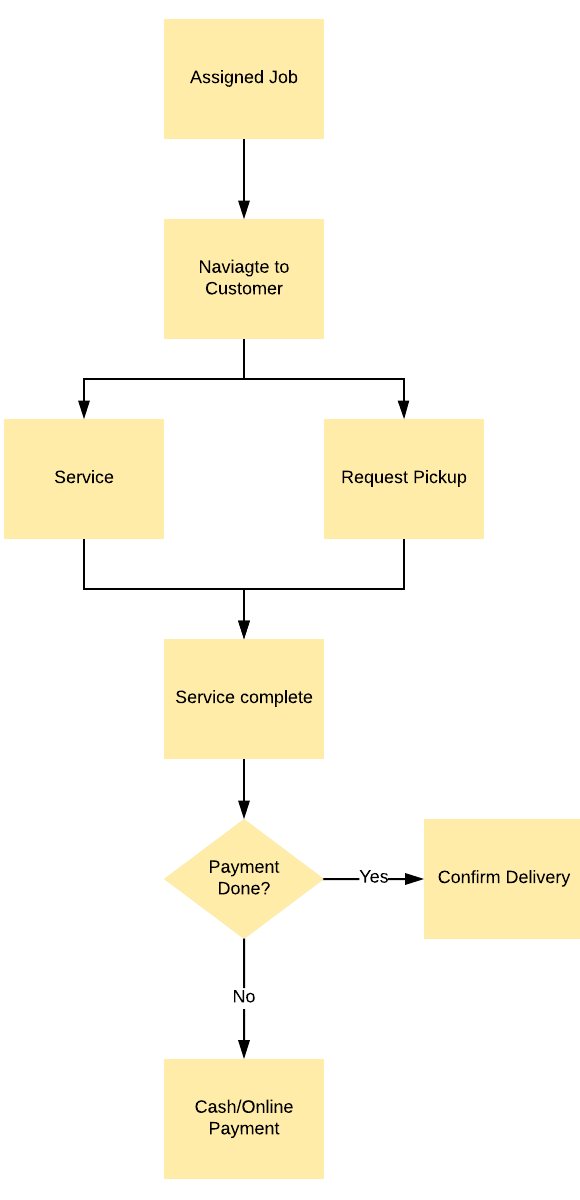 Assigned Job
Naviagte to
Customer
Service
Request Pickup
Service complete
Payment
Done?
Yes
Confirm Delivery
No
Cash/Online
Payment